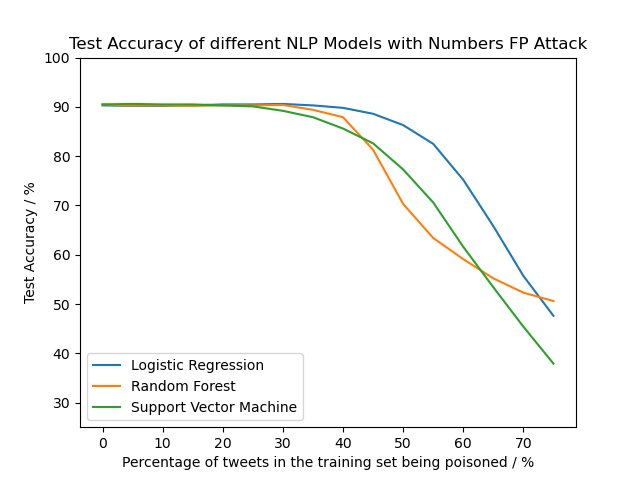 Test Accuracy of different NLP Models with Numbers FP Attack
100
90
80
70
60
50
40
30
Test Accuracy / %
Logistic Regression
Random Forest
Support Vector Machine
0 10 20 30 40 50 60 70
Percentage of tweets in the training set being poisoned / %